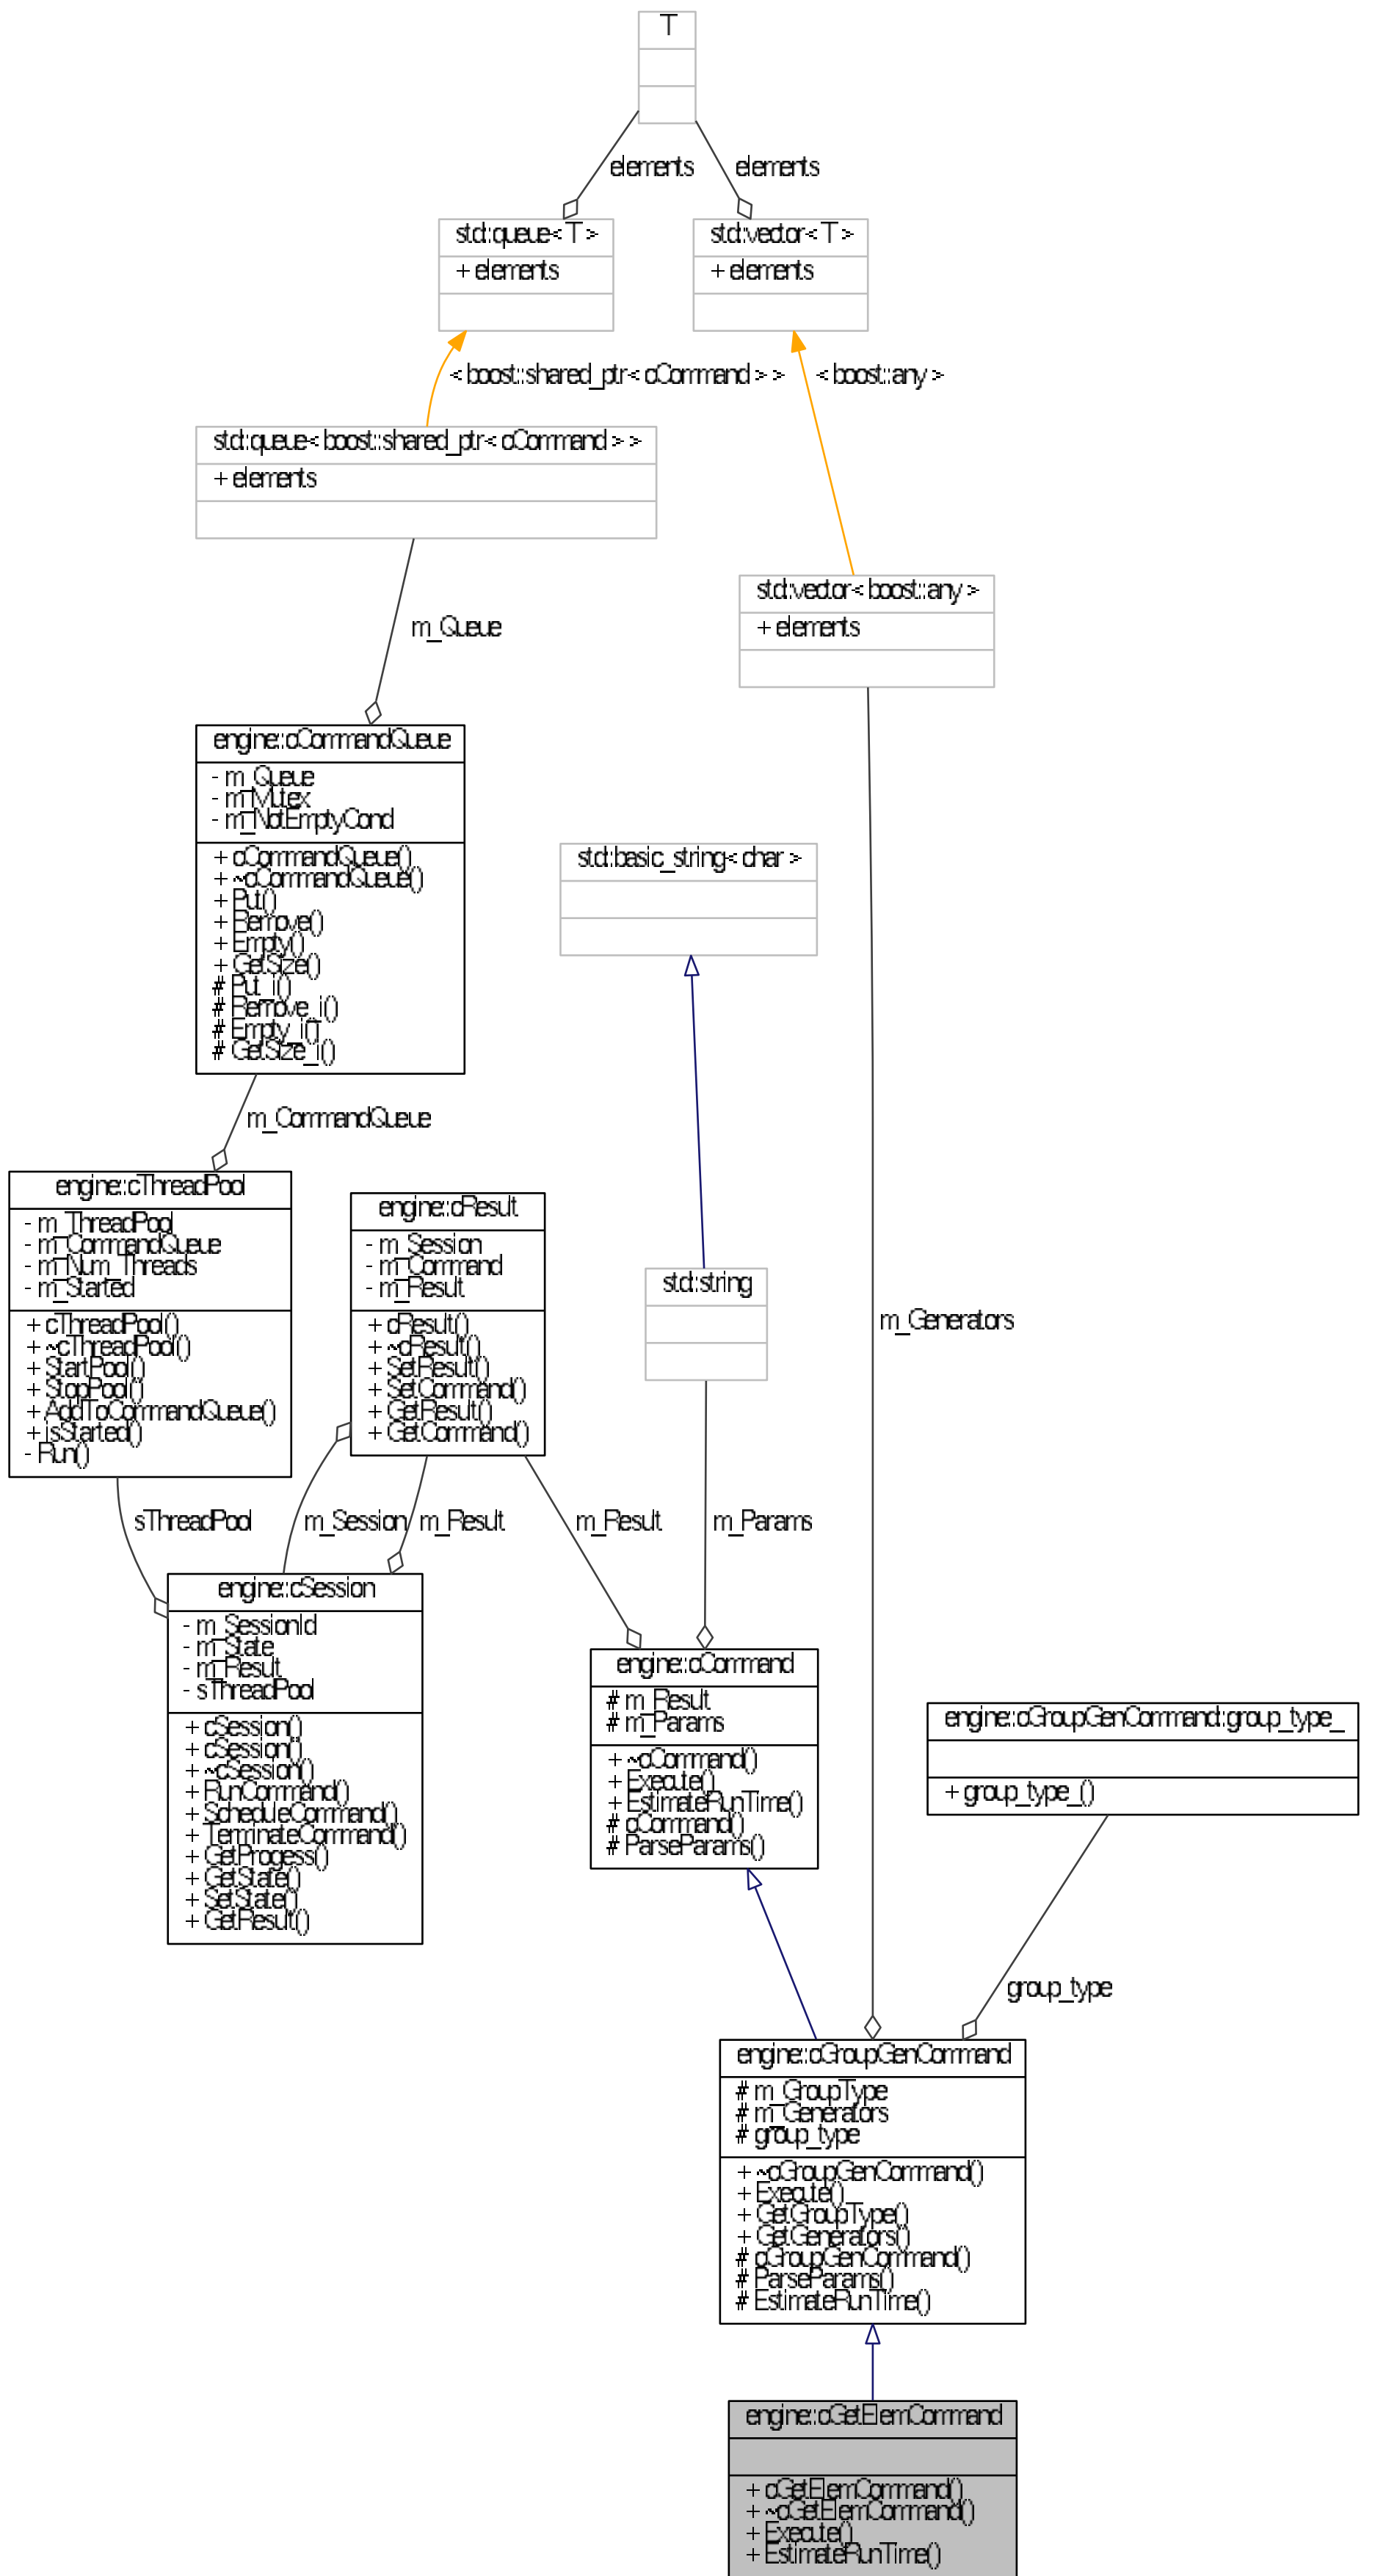 T
elements
elements
std::queue< T >
+ elements
std::vector< T >
+ elements
< boost::shared_ptr< cCommand > >
< boost::any >
std::queue< boost::shared_ptr< cCommand > >
+ elements
std::vector< boost::any >
+ elements
m_Queue
engine::cCommandQueue
- m_Queue
- m_Mutex
- m_NotEmptyCond
+ cCommandQueue()
+ ~cCommandQueue()
+ Put()
+ Remove()
+ Empty()
+ GetSize()
# Put_i()
# Remove_i()
# Empty_i()
# GetSize_i()
std::basic_string< char >
m_CommandQueue
engine::cThreadPool
- m_ThreadPool
- m_CommandQueue
- m_Num_Threads
- m_Started
+ cThreadPool()
+ ~cThreadPool()
+ StartPool()
+ StopPool()
+ AddToCommandQueue()
+ isStarted()
- Run()
engine::cResult
- m_Session
- m_Command
- m_Result
+ cResult()
+ ~cResult()
+ SetResult()
+ SetCommand()
+ GetResult()
+ GetCommand()
std::string
m_Generators
sThreadPool
m_Session
m_Result
m_Result
m_Params
engine::cSession
- m_SessionId
- m_State
- m_Result
- sThreadPool
+ cSession()
+ cSession()
+ ~cSession()
+ RunCommand()
+ ScheduleCommand()
+ TerminateCommand()
+ GetProgess()
+ GetState()
+ SetState()
+ GetResult()
engine::cCommand
# m_Result
# m_Params
+ ~cCommand()
+ Execute()
+ EstimateRunTime()
# cCommand()
# ParseParams()
engine::cGroupGenCommand::group_type_
+ group_type_()
group_type
engine::cGroupGenCommand
# m_GroupType
# m_Generators
# group_type
+ ~cGroupGenCommand()
+ Execute()
+ GetGroupType()
+ GetGenerators()
# cGroupGenCommand()
# ParseParams()
# EstimateRunTime()
engine::cGetElemCommand
+ cGetElemCommand()
+ ~cGetElemCommand()
+ Execute()
+ EstimateRunTime()